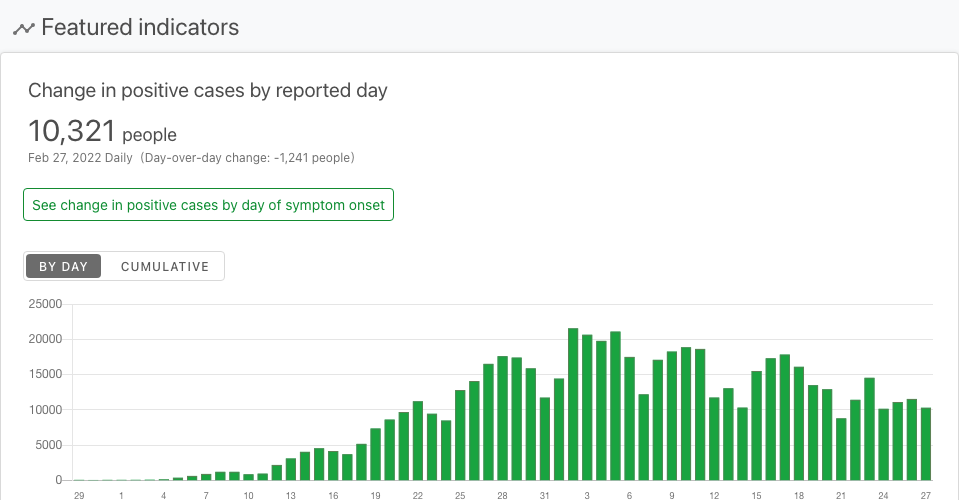 Featured indicators
Change in positive cases by reported day
10,321 people
Feb 27, 2022 Daily (Day-over-day change: -1,241 people)
See change in positive cases by day of symptom onset
BY DAY CUMULATIVE
25000
20000
15000
10000
5000
0
29 1 4 7 10 13 16 19 22 25 28 31 3 6 9 12 15 18 21 24 27